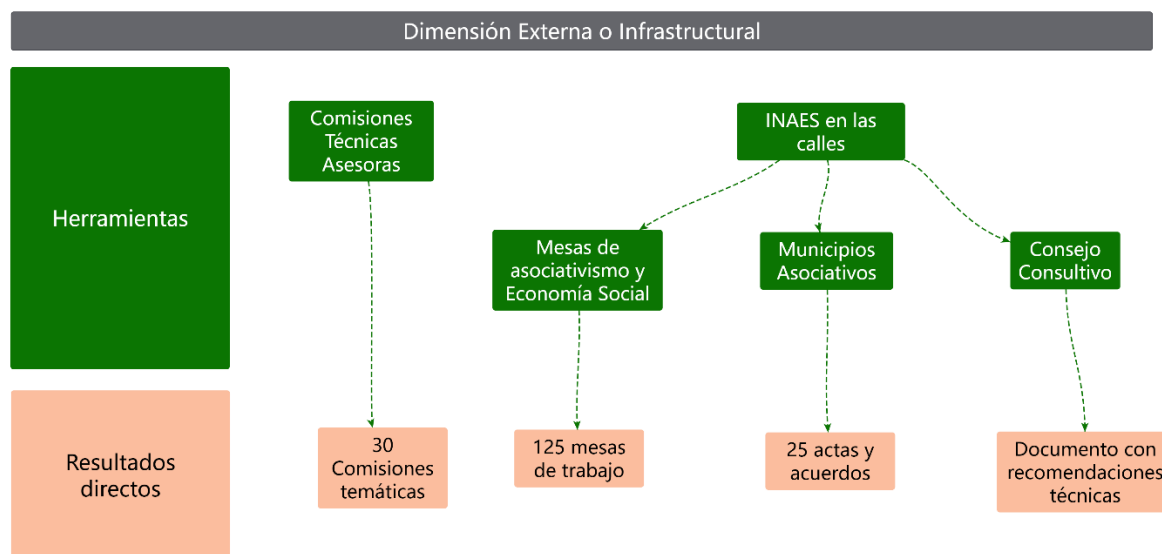 Dimensión Externa o Infrastructural
Herramientas
Comisiones
Técnicas
Asesoras
INAES en las
calles
Mesas de
asociativismo y
Economía Social
Municipios
Asociativos
Consejo
Consultivo
Resultados
directos
30
Comisiones
temáticas
125 mesas
de trabajo
25 actas y
acuerdos
Documento con
recomendaciones
técnicas